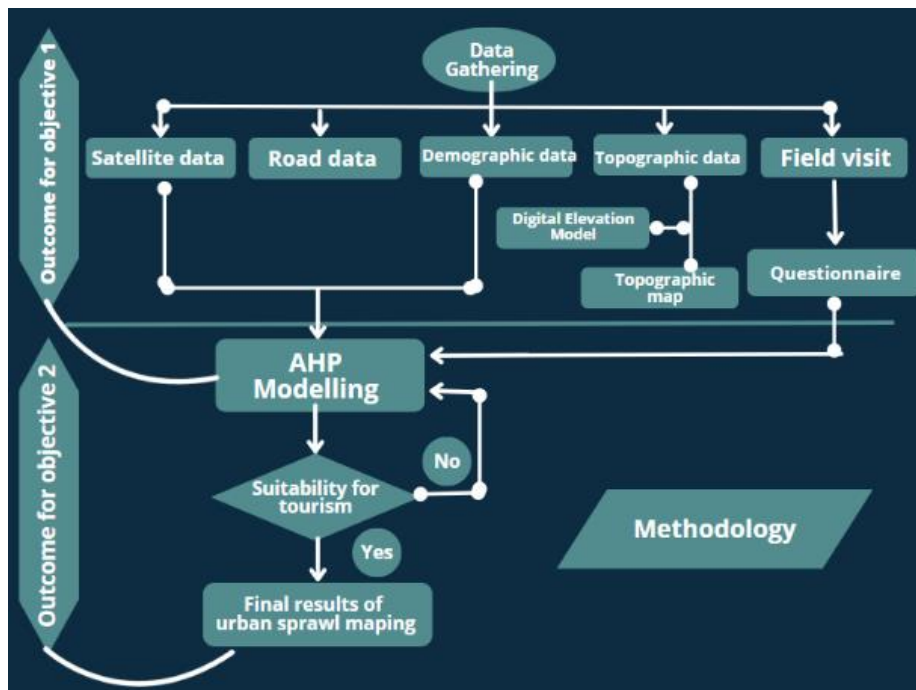 Outcome for objective 1
Data
Gathering
Satellite data
Road data
Demographic data
Topographic data
Field visit
Digital Elevation
Model
Topographic
map
Questionnaire
AHP
Modelling
Outcome for objective 2
No
Suitability for
tourism
Methodology
Yes
Final results of
urban sprawl maping